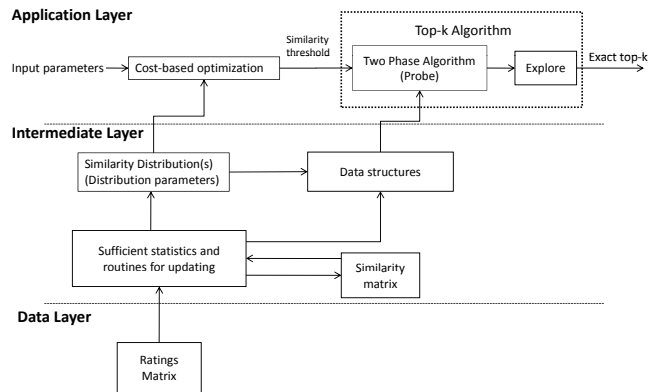 Application Layer
Top-k Algorithm
Similarity
threshold
Input parameters
Cost-based optimization
Two Phase Algorithm
(Probe)
Explore
Exact top-k
Intermediate Layer
Similarity Distribution(s)
(Distribution parameters)
Data structures
Sufficient statistics and
routines for updating
Similarity
matrix
Data Layer
Ratings
Matrix